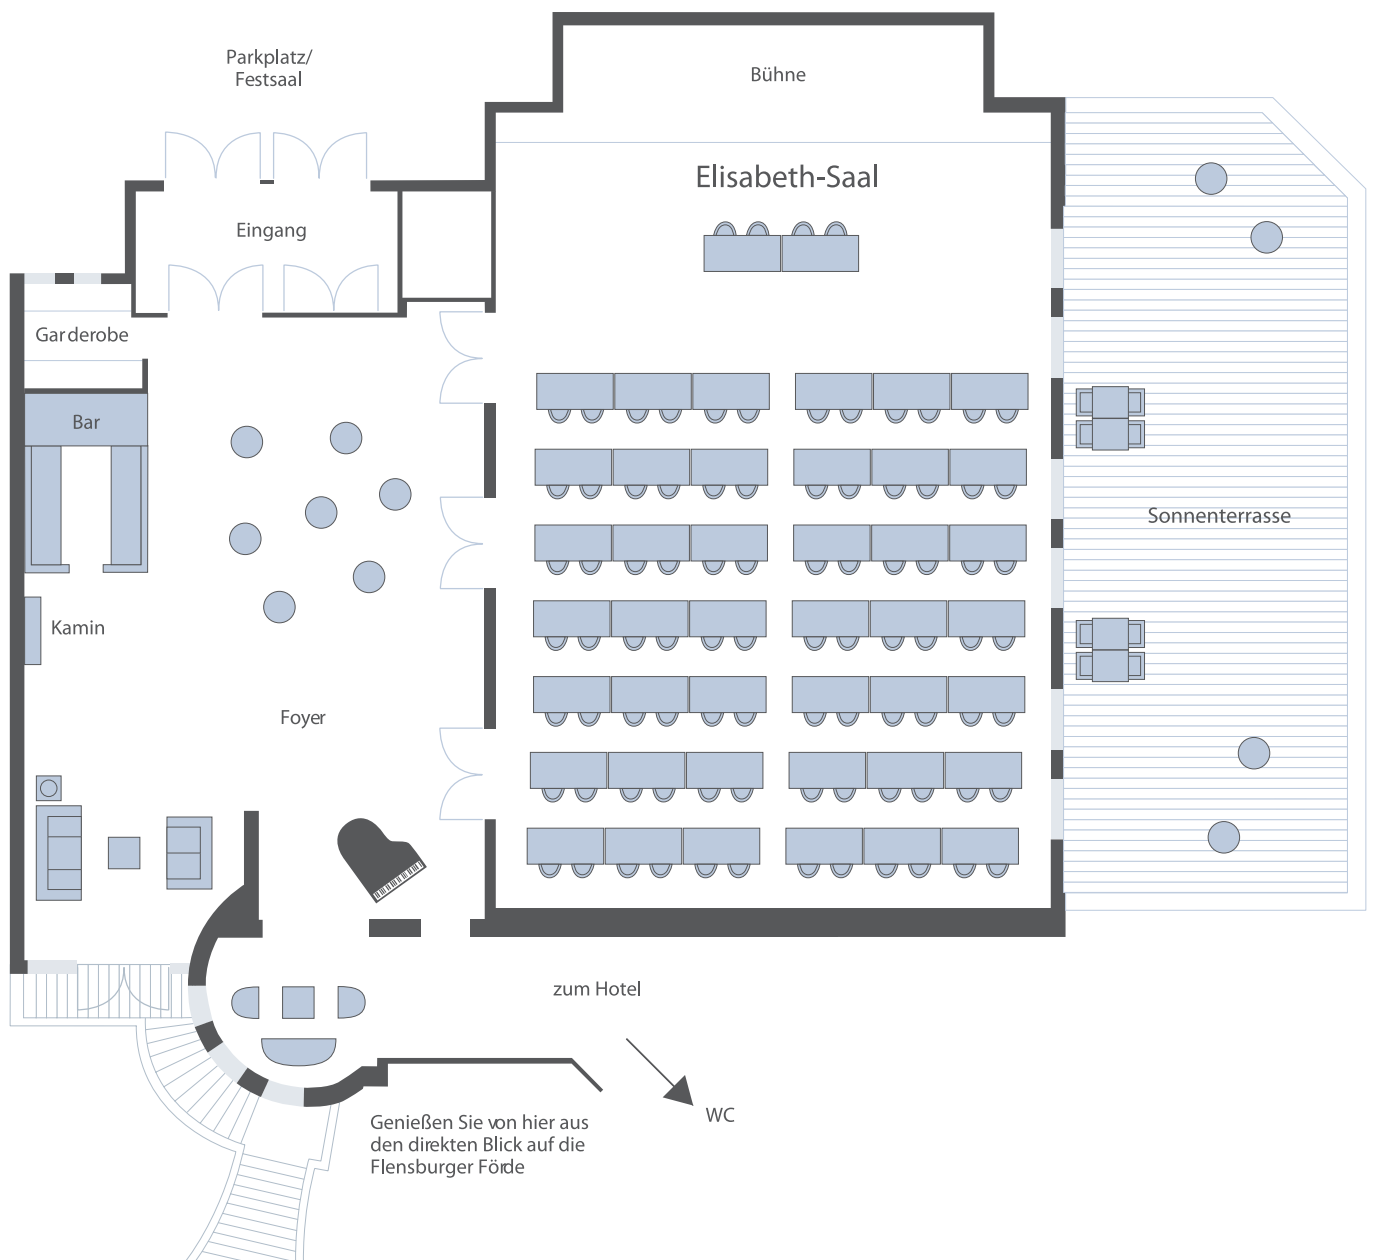 Parkplatz/
Festsaal
Bühne
Elisabeth-Saal
Eingang
Garderobe
Bar
Sonnenterrasse
Kamin
Foyer
zum Hotel
WC
Genießen Sie von hier aus
den direkten Blick auf die
Flensburger Förde